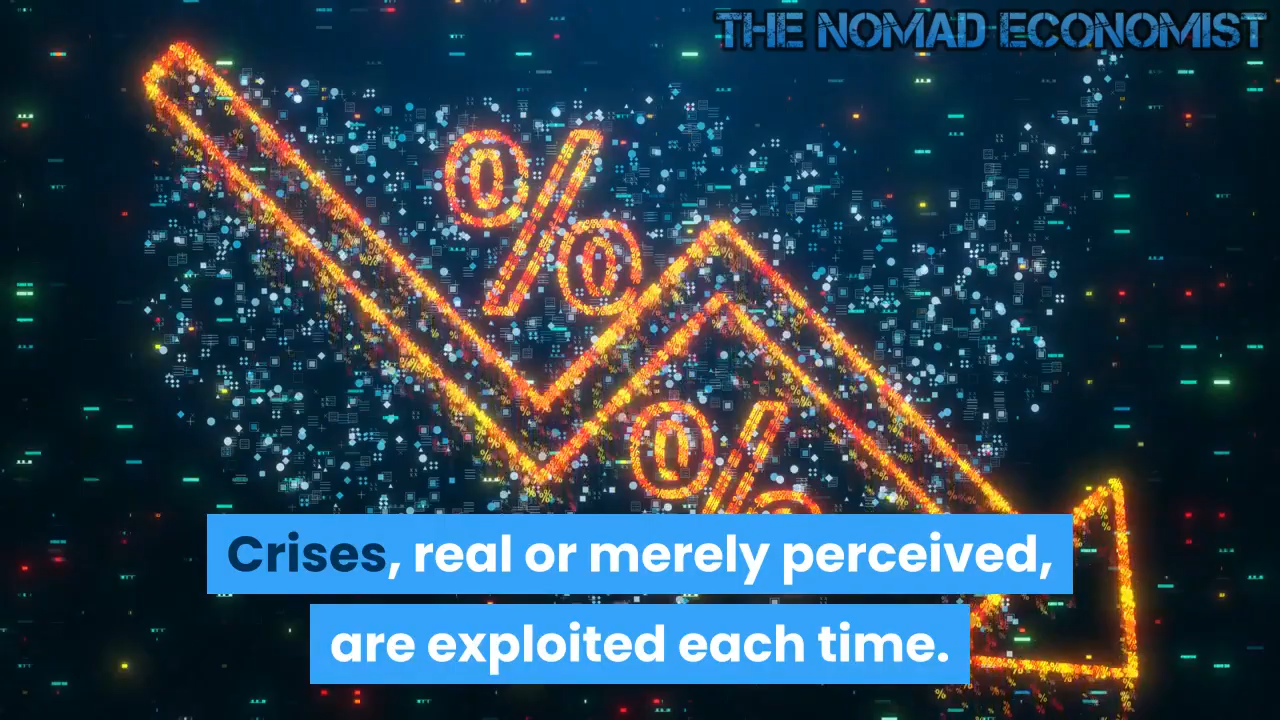 THE NOMAD ECONOMIST
%
%
Crises, real or merely perceived,
are exploited each time.